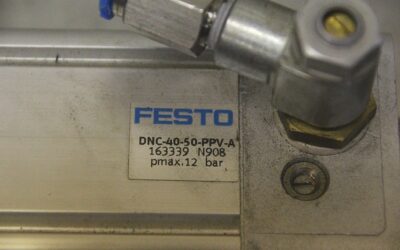 FESTO
DNC-40-50-PPV-A
163339 N908
pmax.12 bar